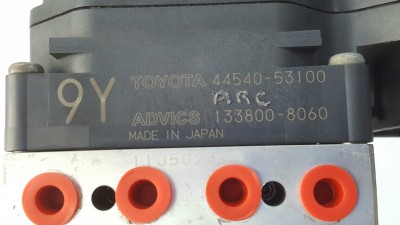 9Y TOYOTA 44540-53100
ARC
ADVICS 133800-8060
MADE IN JAPAN